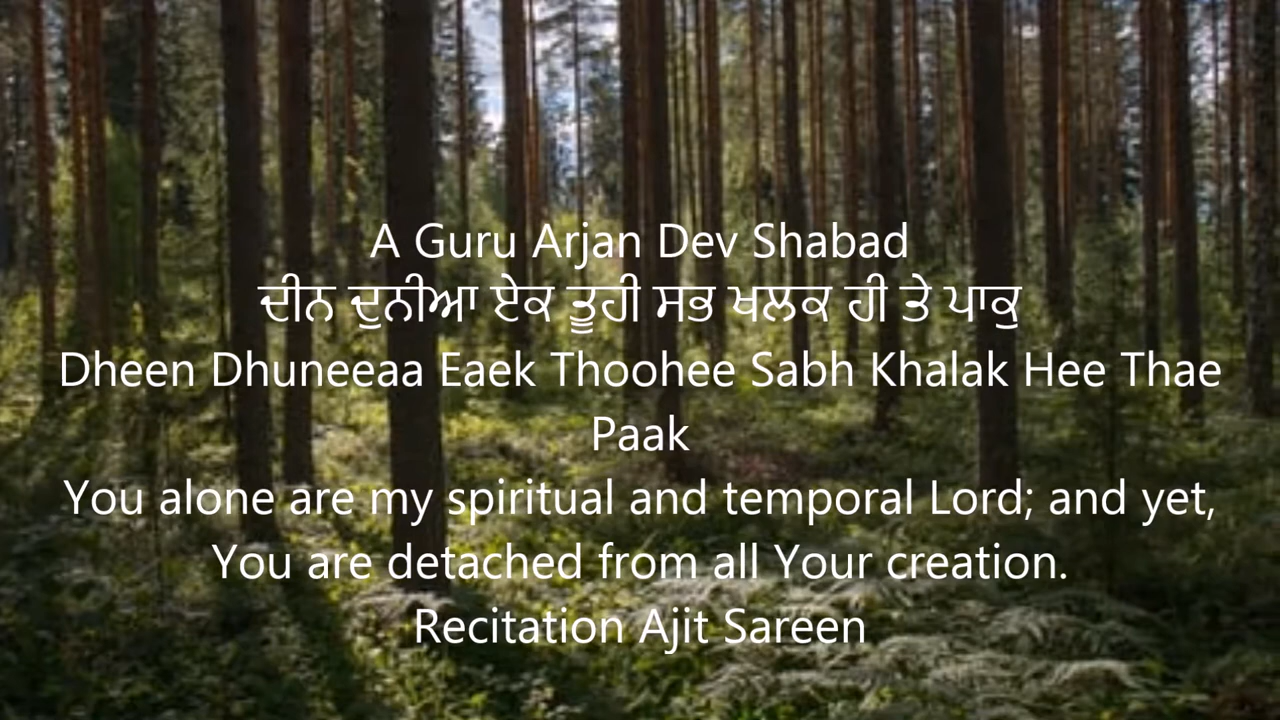 A Guru Arjan Dev Shabad
ਦੀਨ ਦੁਨੀਆ ਏਕ ਤੂਹੀ ਸਭ ਖਲਕ ਹੀ ਤੇ ਪਾਕੁ
Dheen Dhuneeaa Eaek Thoohee Sabh Khalak Hee Thae
Paak
You alone are my spiritual and temporal Lord; and yet,
You are detached from all Your creation.
Recitation Ajit Sareen